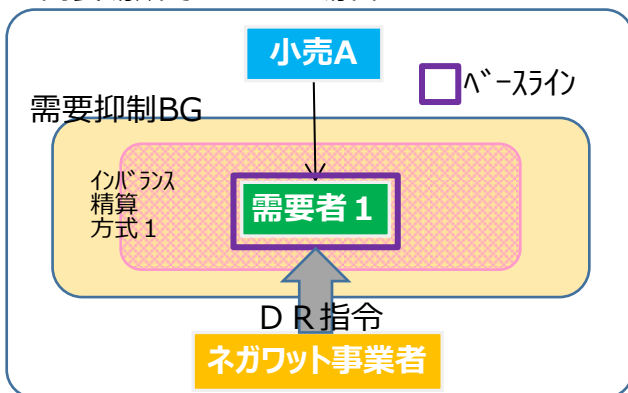 小売A
ﾍﾞｰｽﾗｲﾝ
需要抑制BG
ｲﾝﾊﾞﾗﾝｽ
精算
方式１
需要者１
ＤＲ指令
ネガワット事業者